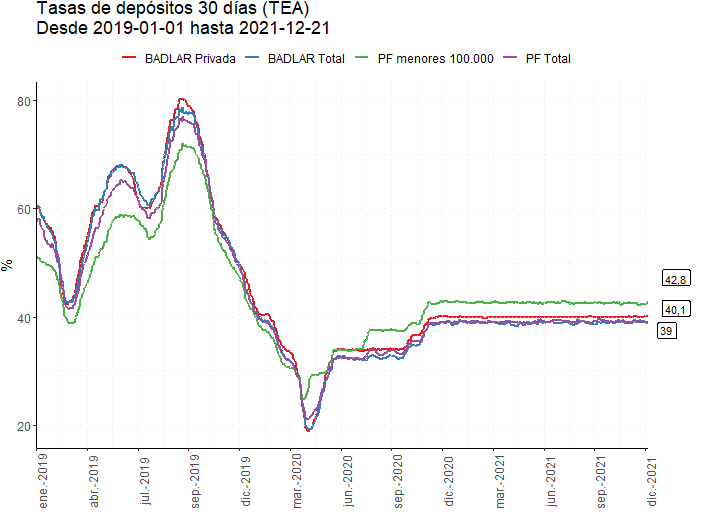 Tasas de depósitos 30 días (TEA)
Desde 2019-01-01 hasta 2021-12-21
BADLAR Privada BADLAR Total PF menores 100.000 PF Total
%
80
60
40
20
42,8
40,1
39
ene.-2019
abr.-2019
jul.-2019
sep.-2019
dic.-2019
mar.-2020
jun.-2020
sep.-2020
dic.-2020
mar.-2021
jun.-2021
sep.-2021
dic.-2021